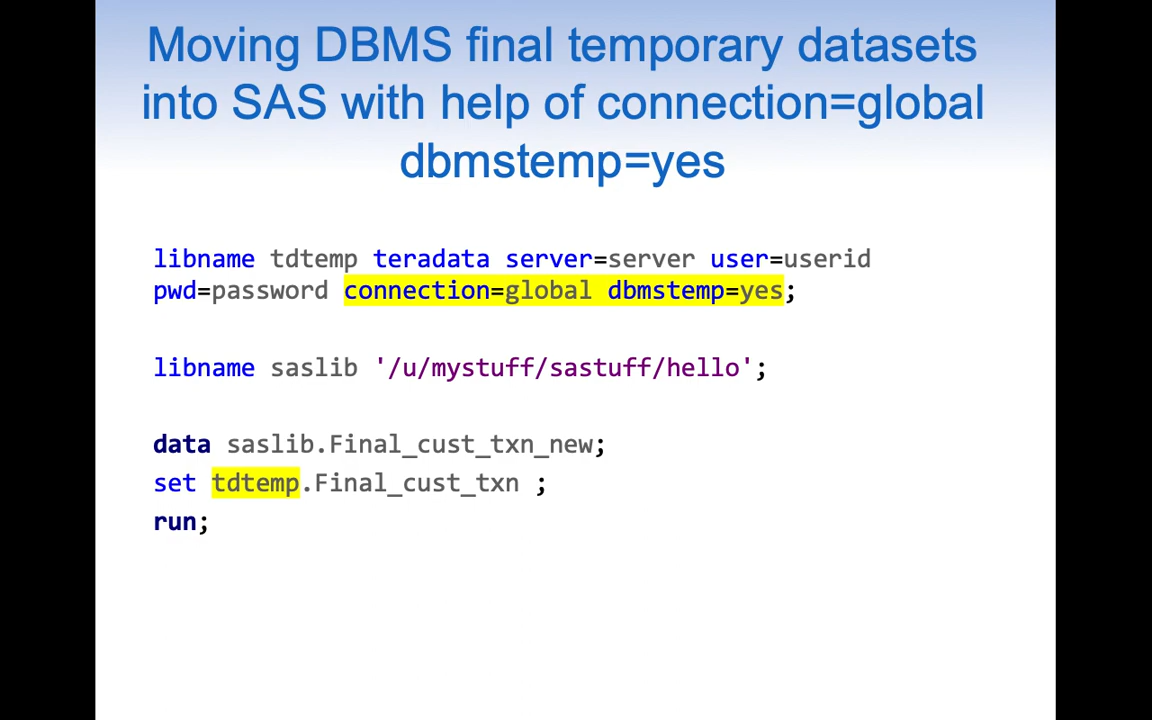 Moving DBMS final temporary datasets
into SAS with help of connection=global
dbmstemp=yes
libname tdtemp teradata server=server user=userid
pwd=password connection=global dbmstemp=yes;
libname saslib '/u/mystuff/sastuff/hello';
data saslib.Final_cust_txn_new;
set tdtemp.Final_cust_txn ;
run;